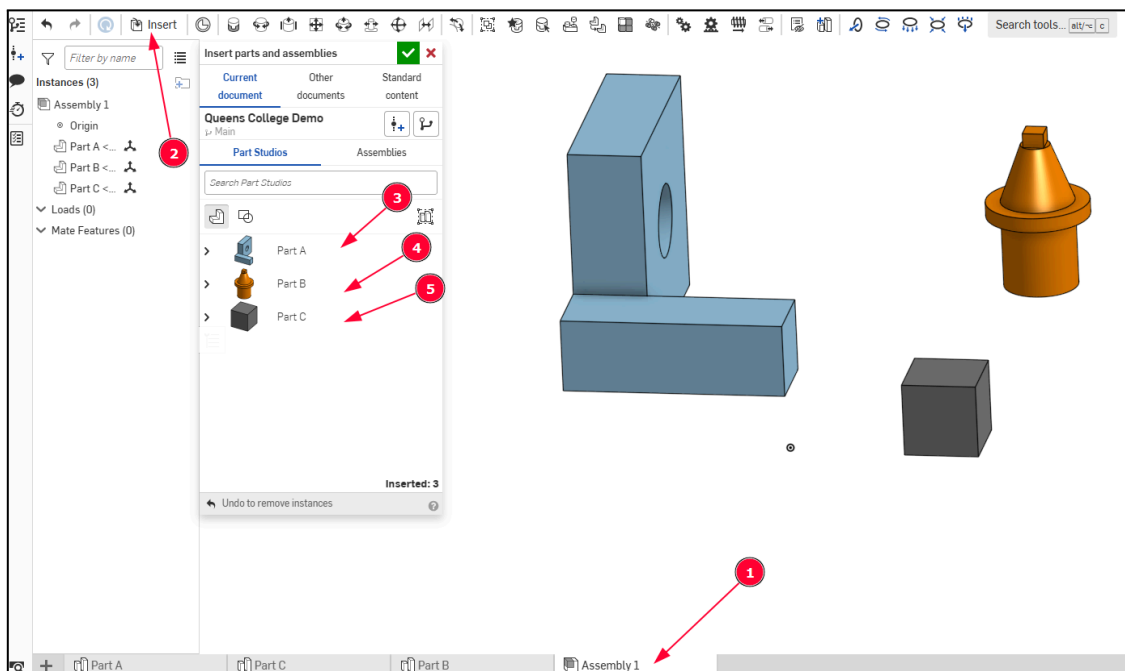 Insert
Search tools... alt/⌥ c
Filter by name
Instances (3)
Assembly 1
Origin
Part A <...
Part B <...
Part C <...
Loads (0)
Mate Features (0)
Insert parts and assemblies
Current document
Other documents
Standard content
Queens College Demo
Main
Part Studios
Assemblies
Search Part Studios
Part A
Part B
Part C
Inserted: 3
Undo to remove instances
2
3
4
5
1
Part A
Part C
Part B
Assembly 1